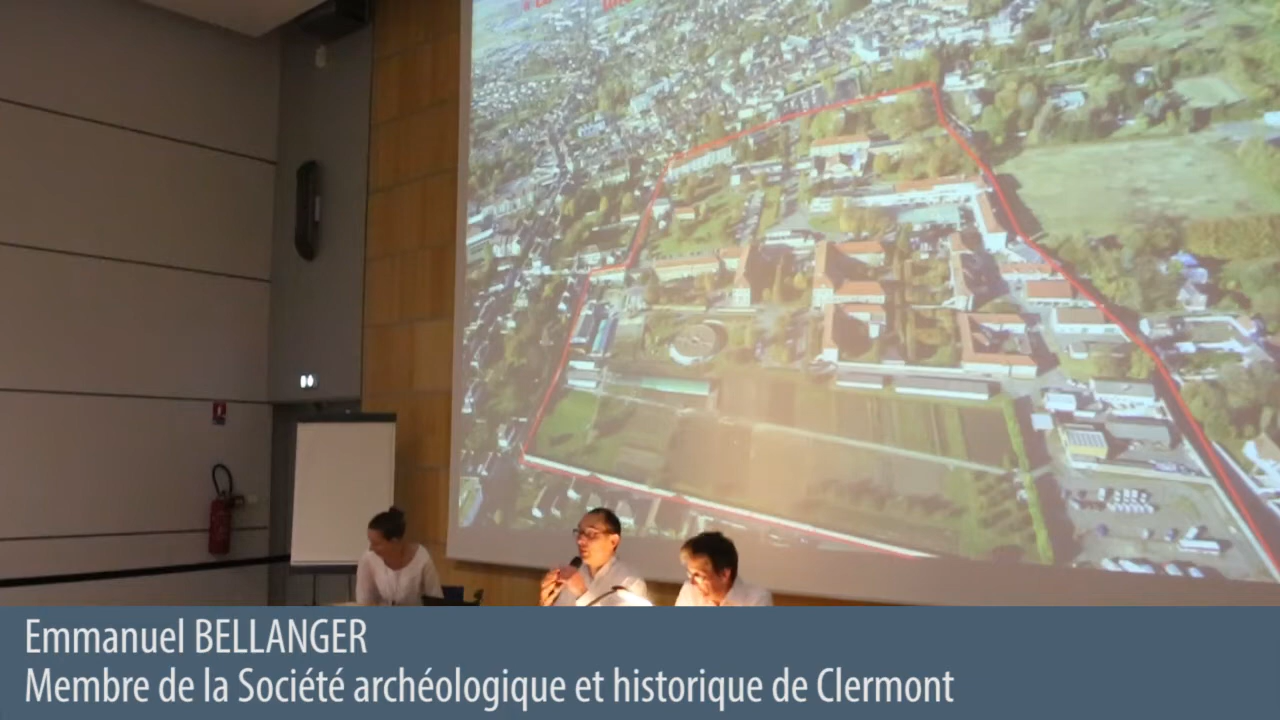 Emmanuel BELLANGER
Membre de la Société archéologique et historique de Clermont